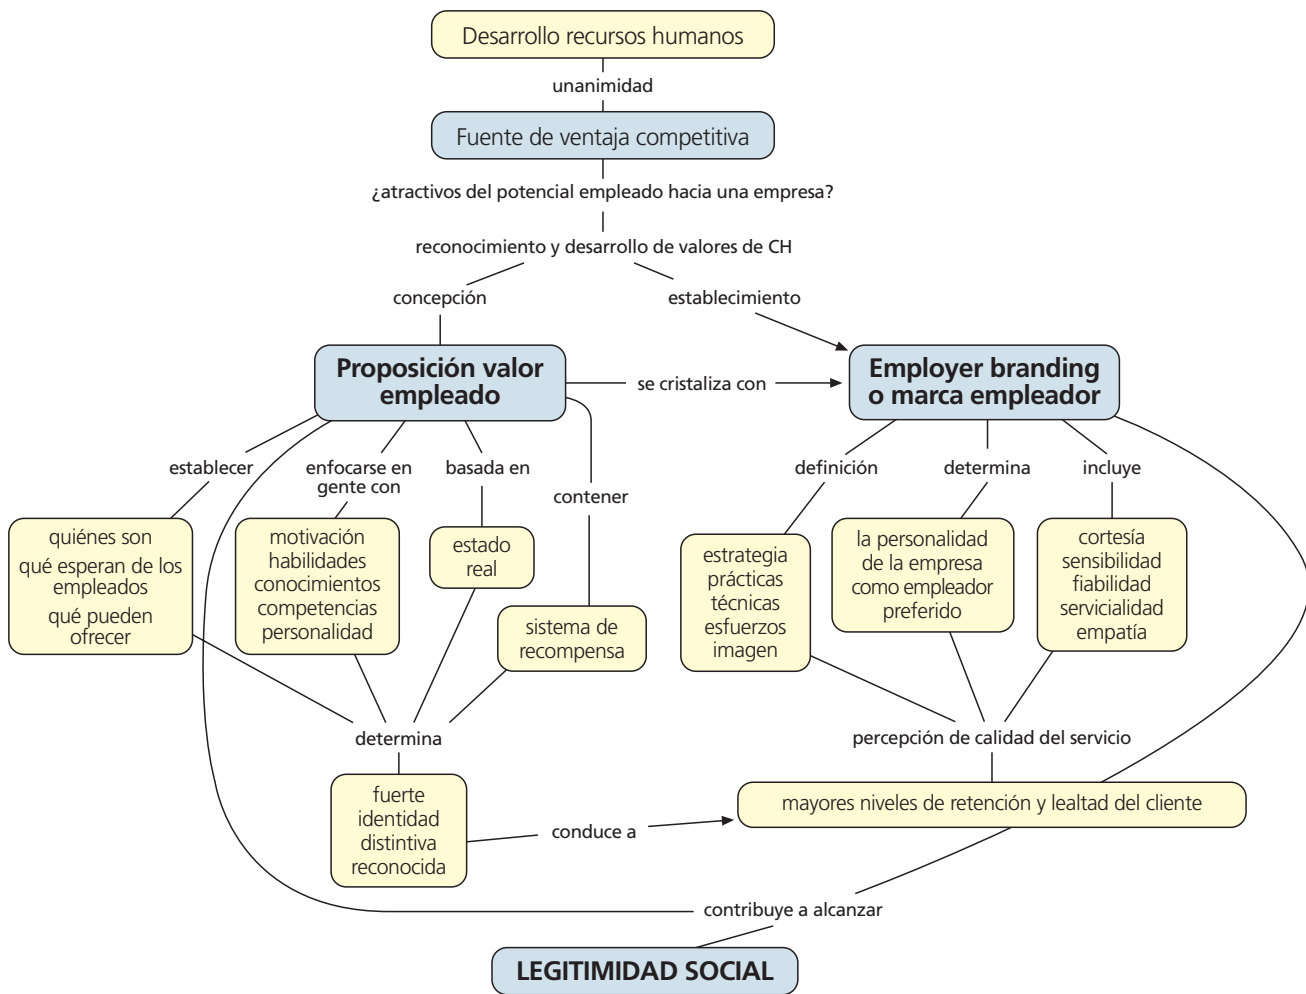 Desarrollo recursos humanos
unanimidad
Fuente de ventaja competitiva
¿atractivos del potencial empleado hacia una empresa?
reconocimiento y desarrollo de valores de CH
concepción
establecimiento
Proposición valor
empleado
se cristaliza con
Employer branding
o marca empleador
establecer
enfocarse en
gente con
basada en
contener
definición
determina
incluye
quiénes son
qué esperan de los
empleados
qué pueden
ofrecer
motivación
habilidades
conocimientos
competencias
personalidad
estado
real
sistema de
recompensa
estrategia
prácticas
técnicas
esfuerzos
imagen
la personalidad
de la empresa
como empleador
preferido
cortesía
sensibilidad
fiabilidad
servicialidad
empatía
determina
percepción de calidad del servicio
fuerte
identidad
distintiva
reconocida
conduce a
mayores niveles de retención y lealtad del cliente
contribuye a alcanzar
LEGITIMIDAD SOCIAL